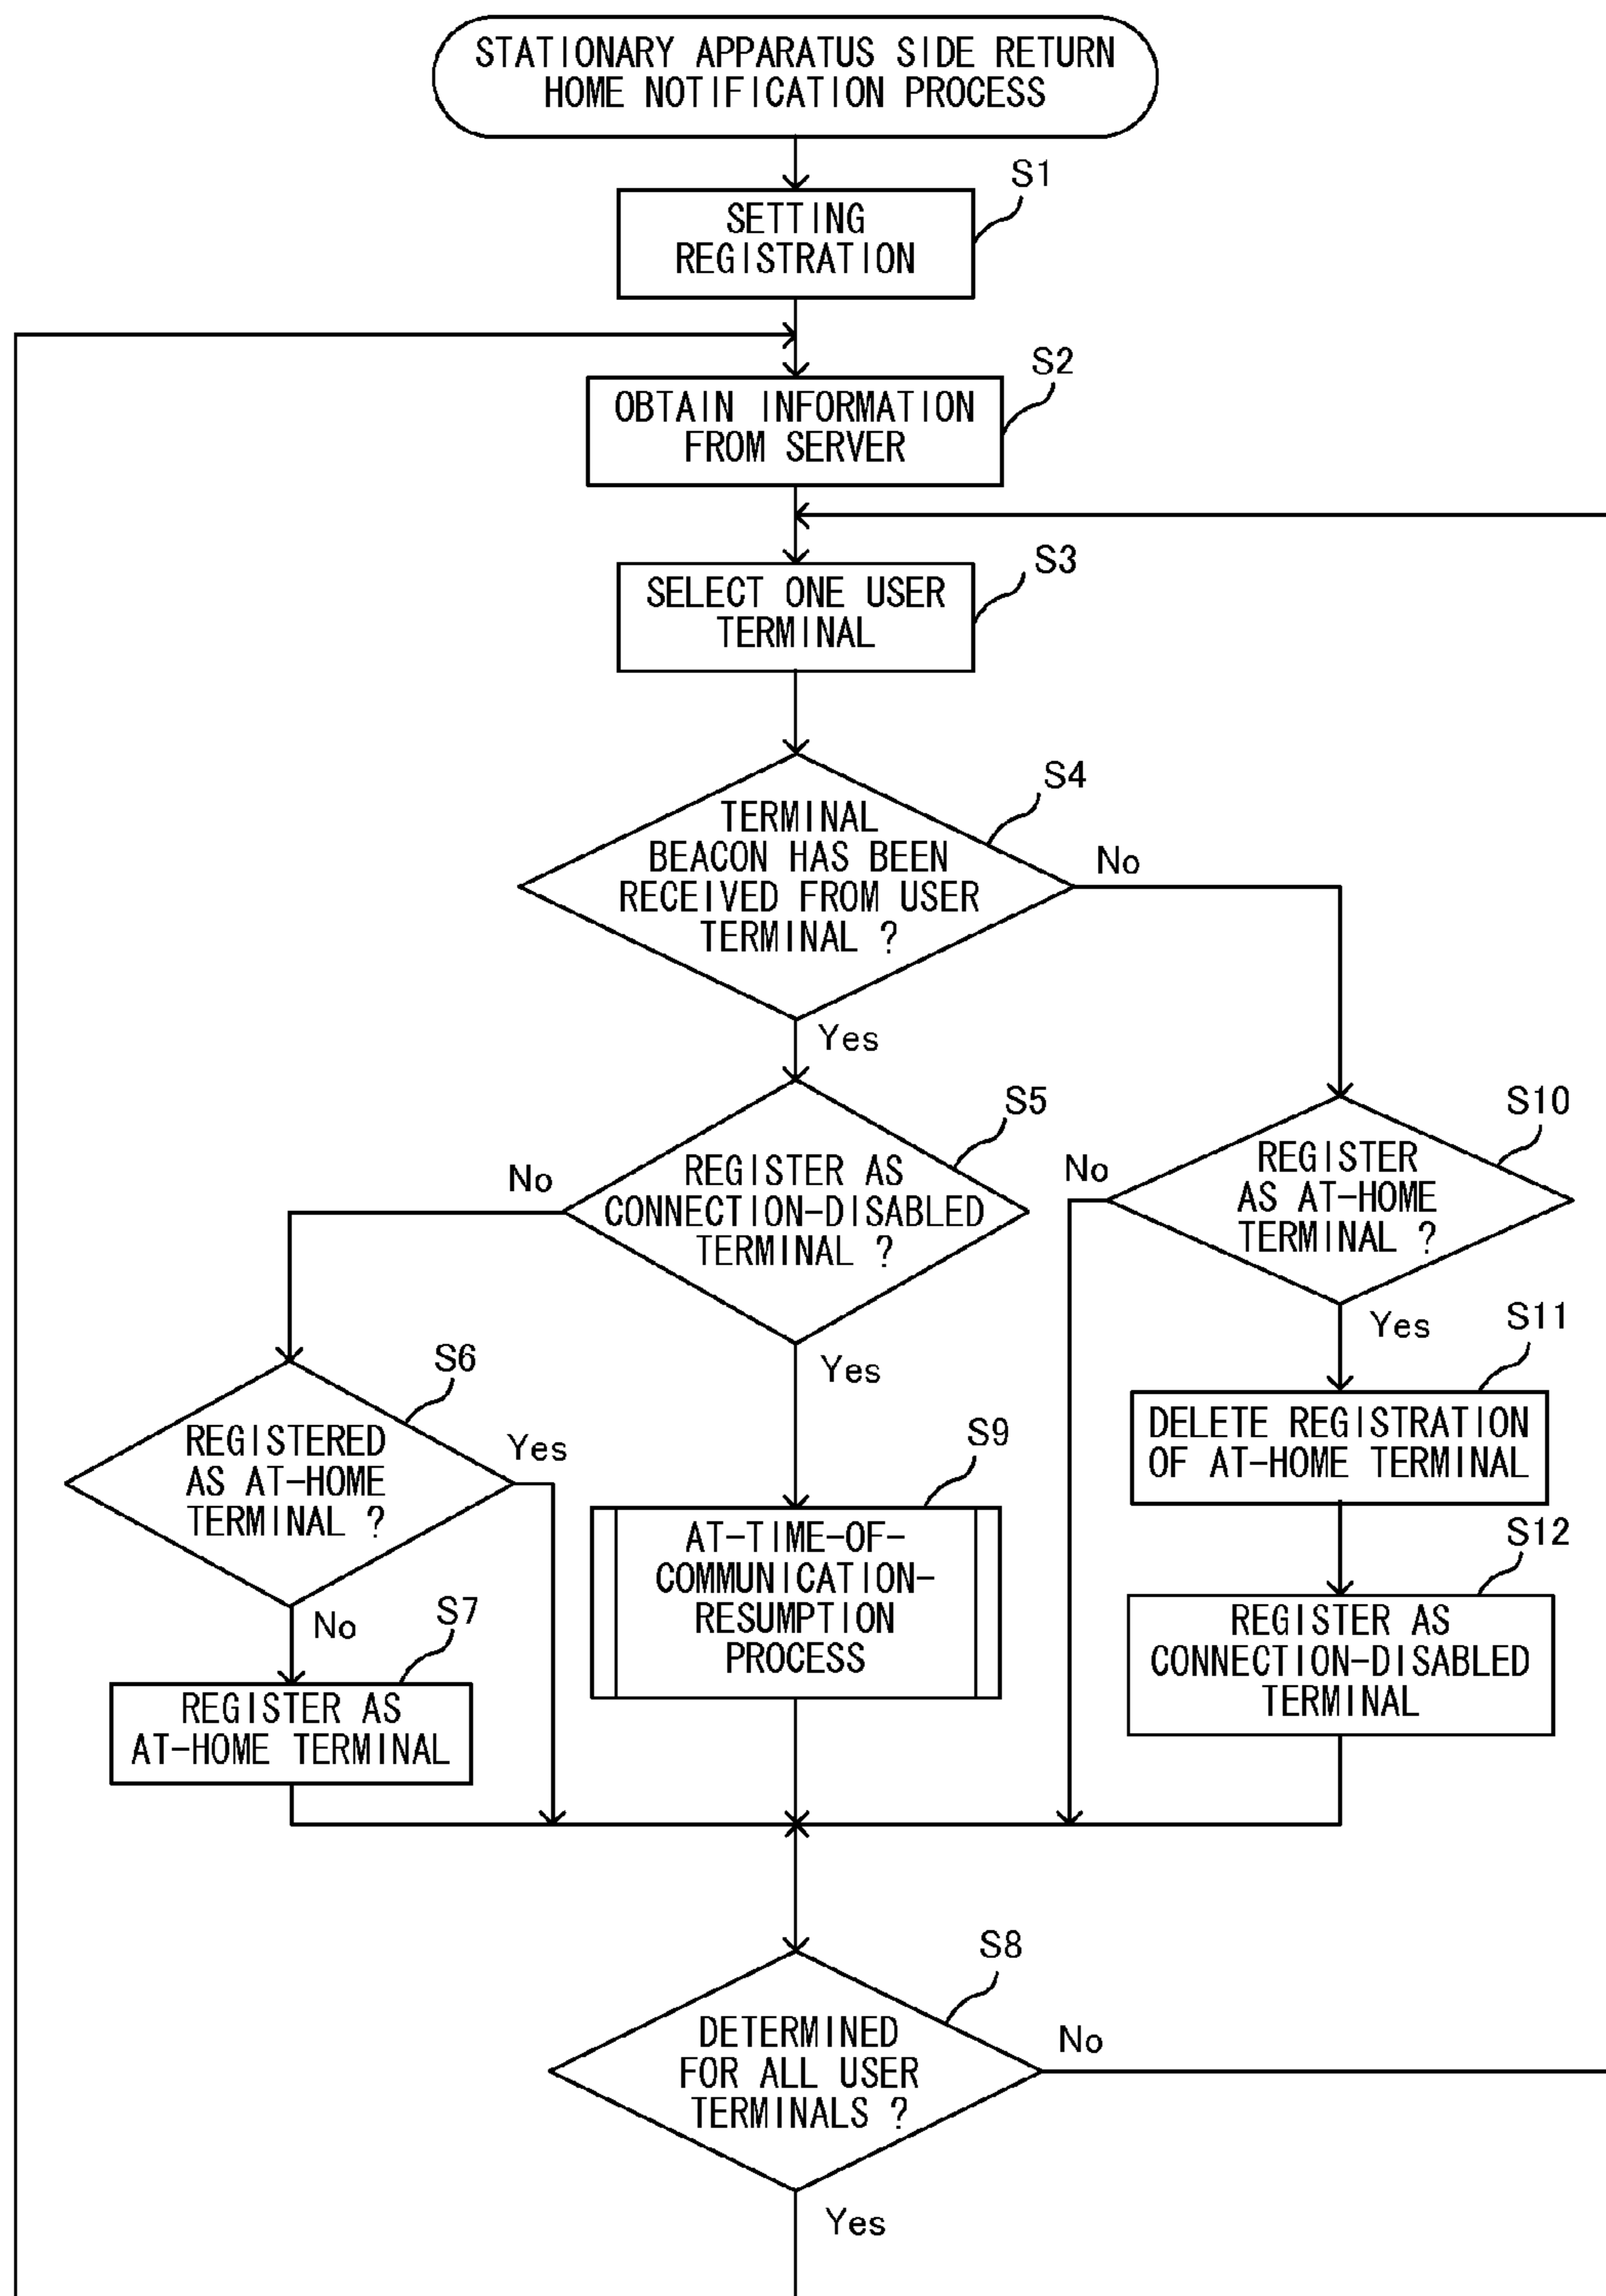 STATIONARY APPARATUS SIDE RETURN
HOME NOTIFICATION PROCESS
S1
SETTING
REGISTRATION
S2
OBTAIN INFORMATION
FROM SERVER
S3
SELECT ONE USER
TERMINAL
S4
TERMINAL
BEACON HAS BEEN
RECEIVED FROM USER
TERMINAL ?
No
Yes
S5
REGISTER AS
CONNECTION-DISABLED
TERMINAL ?
No
Yes
S10
REGISTER
AS AT-HOME
TERMINAL ?
No
Yes
S6
REGISTERED
AS AT-HOME
TERMINAL ?
Yes
No
S9
AT-TIME-OF-
COMMUNICATION-
RESUMPTION
PROCESS
S11
DELETE REGISTRATION
OF AT-HOME TERMINAL
S12
REGISTER AS
CONNECTION-DISABLED
TERMINAL
S7
REGISTER AS
AT-HOME TERMINAL
S8
DETERMINED
FOR ALL USER
TERMINALS ?
No
Yes